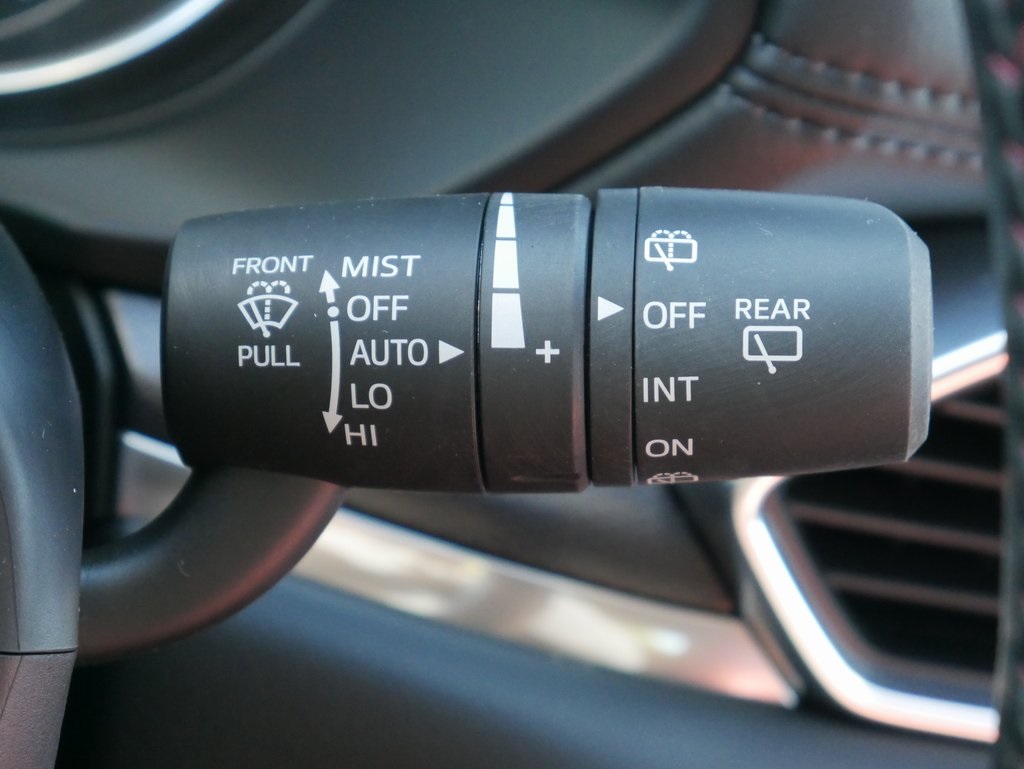 FRONT
PULL
MIST
OFF
AUTO
LO
HI
+
OFF
INT
ON
REAR